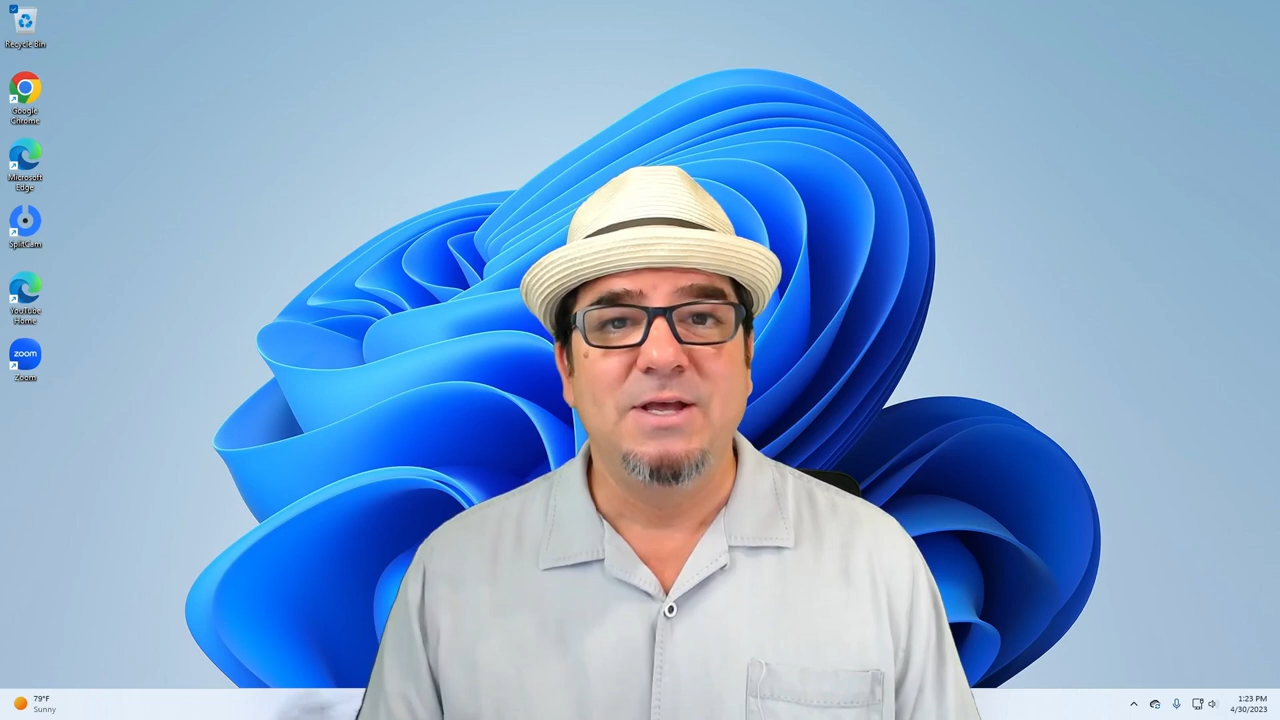 Recycle Bin
Google
Chrome
Microsoft
Edge
SplitCam
YouTube
Home
zoom
Zoom
79°F
Sunny
1:23 PM
4/30/2023